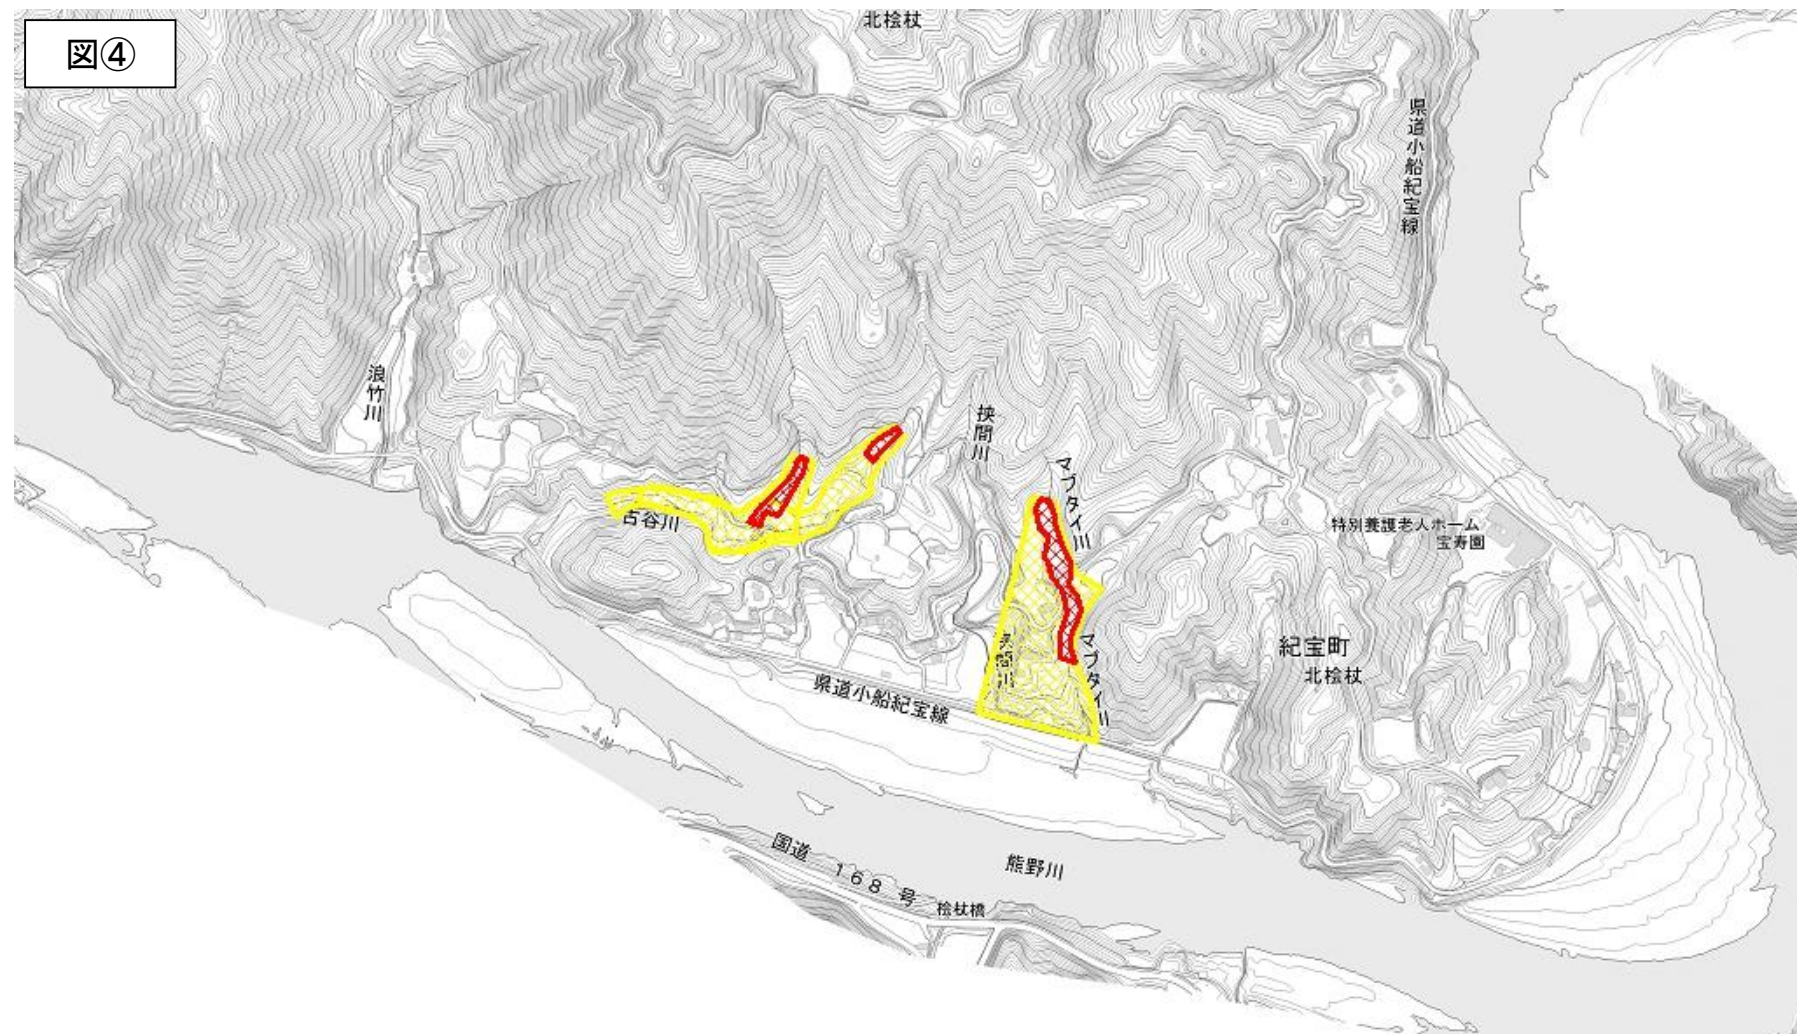 図④
北桧杖
県道小船紀宝線
浪竹川
挟間川
マブタイ川
古谷川
特別養護老人ホーム
宝寿園
マブタイ川
紀宝町
北桧杖
県道小船紀宝線
国道 168 号
熊野川
桧杖橋